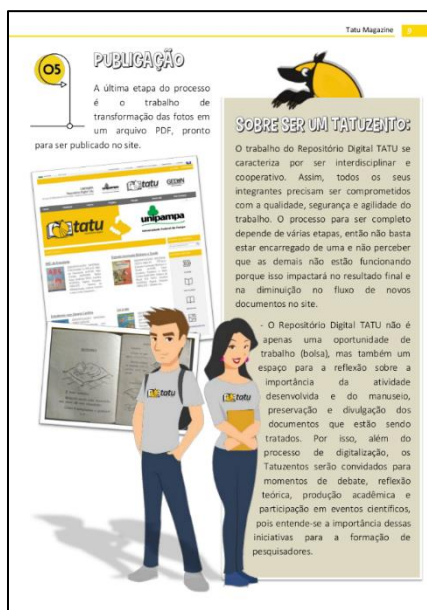 Tatu Magazine #
05
PUBLICAÇÃO
A última etapa do processo
é o trabalho de
transformação das fotos em
um arquivo PDF, pronto
para ser publicado no site.
tatu
GEEMPA
unipampa
tatu
unipampa
SOBRE SER UM TATUZENTO:
O trabalho do Repositório Digital TATU se
caracteriza por ser interdisciplinar e
cooperativo. Assim, todos os seus
integrantes precisam ser comprometidos
com a qualidade, segurança e agilidade do
trabalho. O processo para ser completo
depende de várias etapas, então não basta
estar encarregado de uma e não perceber
que as demais não estão funcionando
porque isso impactará no resultado final e
na diminuição no fluxo de novos
documentos no site.
- O Repositório Digital TATU não é
apenas uma oportunidade de
trabalho (bolsa), mas também um
espaço para a reflexão sobre a
importância da atividade
desenvolvida e do manuseio,
preservação e divulgação dos
documentos que estão sendo
tratados. Por isso, além do
processo de digitalização, os
Tatuzentos serão convidados para
momentos de debate, reflexão
teórica, produção acadêmica e
participação em eventos científicos,
pois entende-se a importância dessas
iniciativas para a formação de
pesquisadores.
tatu
tatu